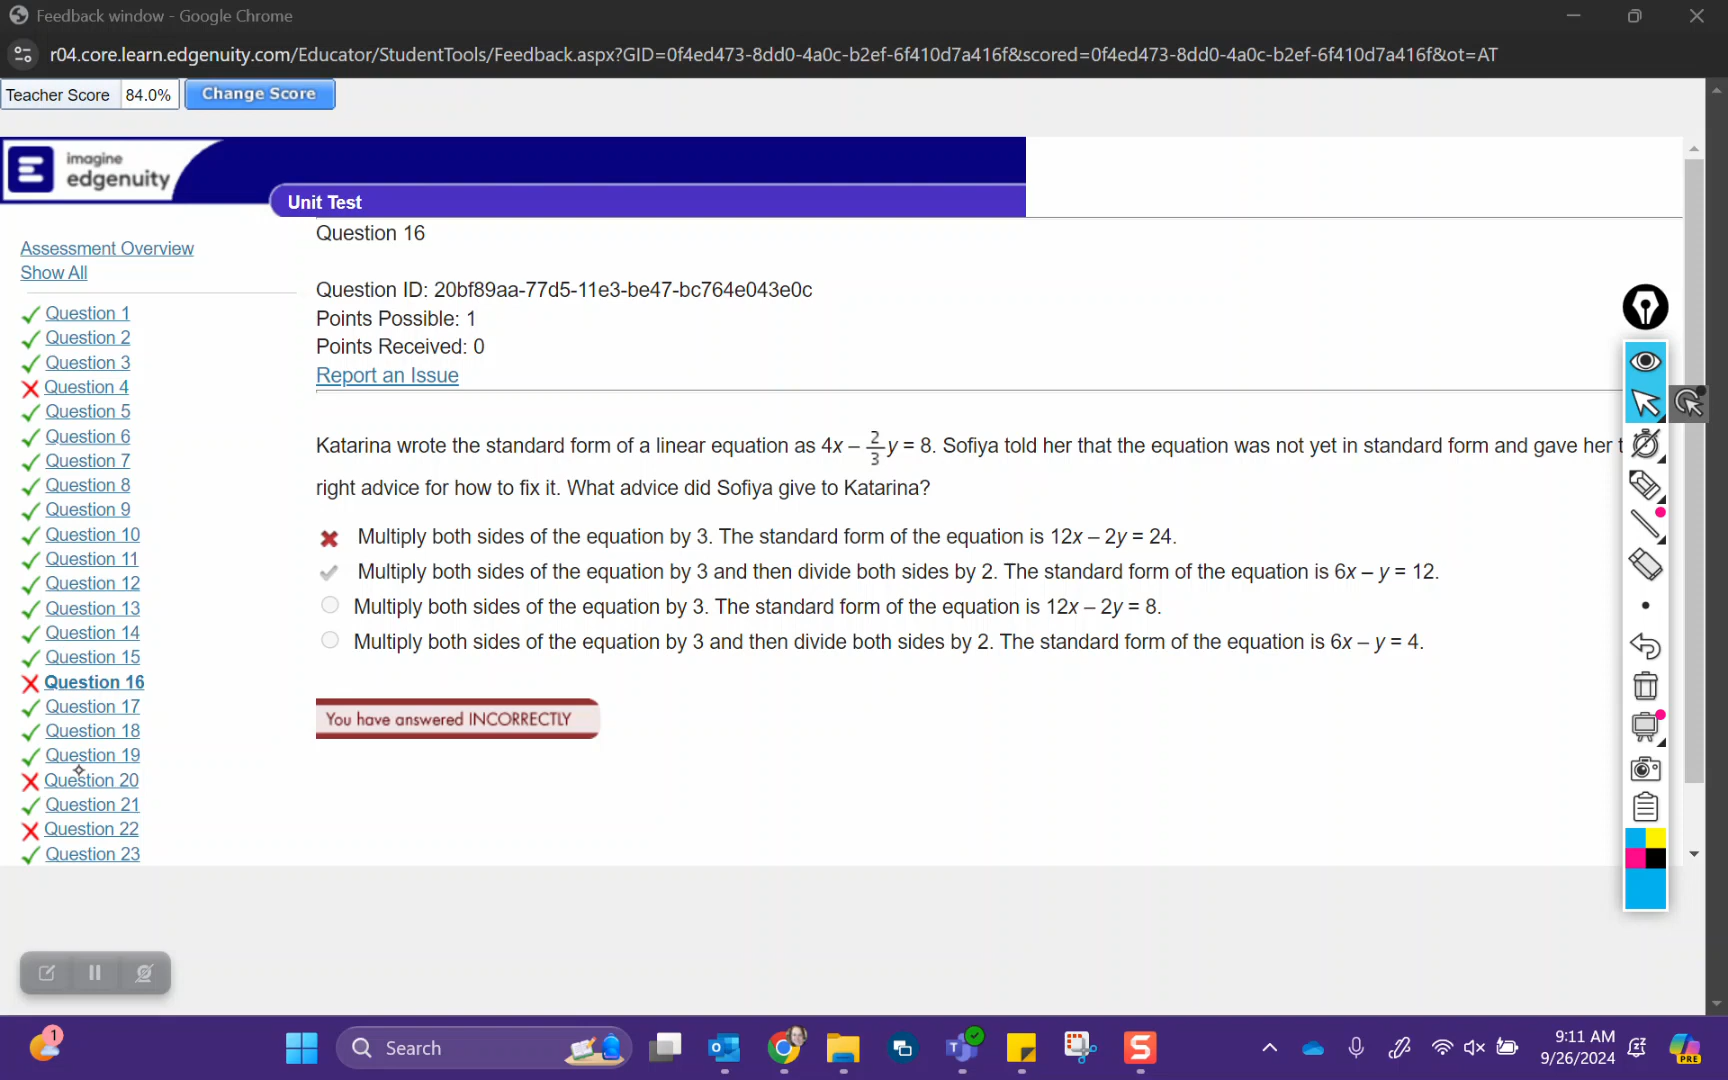 Feedback window - Google Chrome
r04.core.learn.edgenuity.com/Educator/StudentTools/Feedback.aspx?GID=0f4ed473-8dd0-4a0c-b2ef-6f410d7a416f&scored=0f4ed473-8dd0-4a0c-b2ef-6f410d7a416f&ot=AT
Teacher Score 84.0% Change Score
imagine
edgenuity
Unit Test
Question 16
Assessment Overview
Show All
Question ID: 20bf89aa-77d5-11e3-be47-bc764e043e0c
Points Possible: 1
Points Received: 0
Report an Issue
Question 1
Question 2
Question 3
Question 4
Question 5
Question 6
Question 7
Question 8
Question 9
Question 10
Question 11
Question 12
Question 13
Question 14
Question 15
Question 16
Question 17
Question 18
Question 19
Question 20
Question 21
Question 22
Question 23
Katarina wrote the standard form of a linear equation as 4x – 2/3 y = 8. Sofiya told her that the equation was not yet in standard form and gave her t
right advice for how to fix it. What advice did Sofiya give to Katarina?
Multiply both sides of the equation by 3. The standard form of the equation is 12x – 2y = 24.
Multiply both sides of the equation by 3 and then divide both sides by 2. The standard form of the equation is 6x – y = 12.
Multiply both sides of the equation by 3. The standard form of the equation is 12x – 2y = 8.
Multiply both sides of the equation by 3 and then divide both sides by 2. The standard form of the equation is 6x – y = 4.
You have answered INCORRECTLY
1
Search
9:11 AM
9/26/2024
PRE